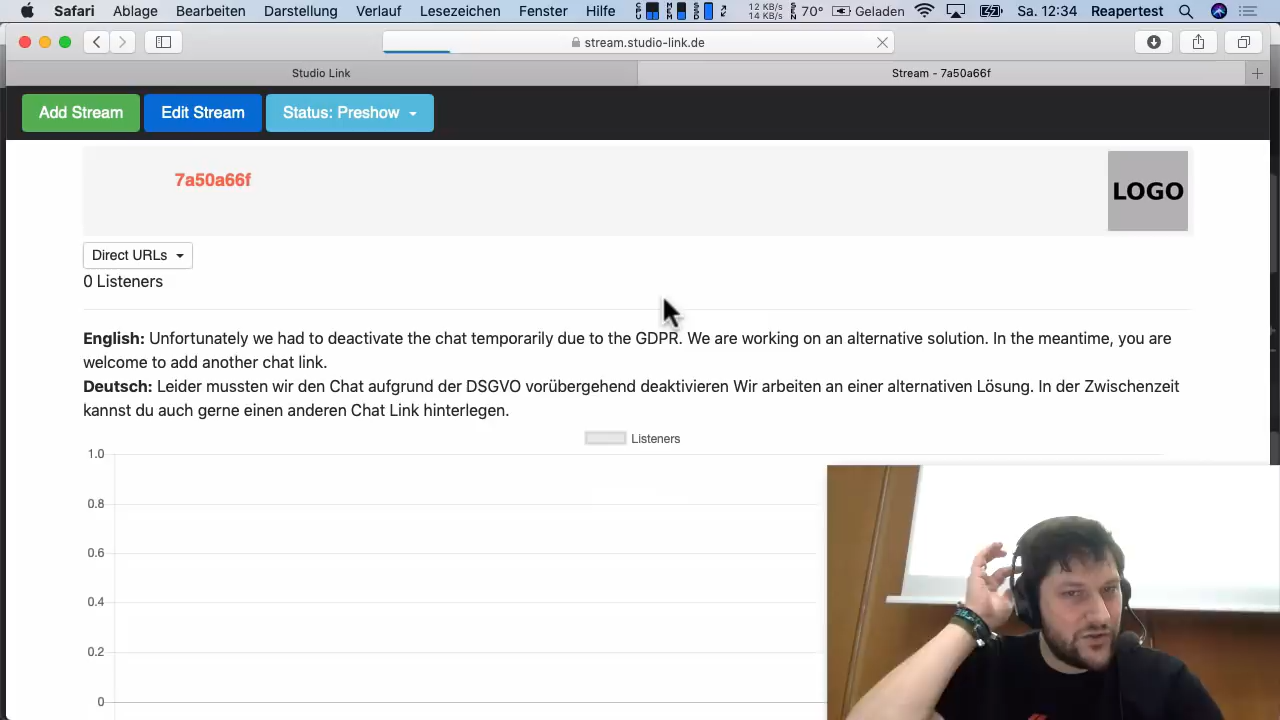 Safari Ablage Bearbeiten Darstellung Verlauf Lesezeichen Fenster Hilfe 12 KB/s 14 KB/s 70° Geladen Sa. 12:34 Reapertest
stream.studio-link.de
Studio Link Stream - 7a50a66f
Add Stream Edit Stream Status: Preshow
7a50a66f
LOGO
Direct URLs
0 Listeners
English: Unfortunately we had to deactivate the chat temporarily due to the GDPR. We are working on an alternative solution. In the meantime, you are
welcome to add another chat link.
Deutsch: Leider mussten wir den Chat aufgrund der DSGVO vorübergehend deaktivieren Wir arbeiten an einer alternativen Lösung. In der Zwischenzeit
kannst du auch gerne einen anderen Chat Link hinterlegen.
Listeners
1.0
0.8
0.6
0.4
0.2
0